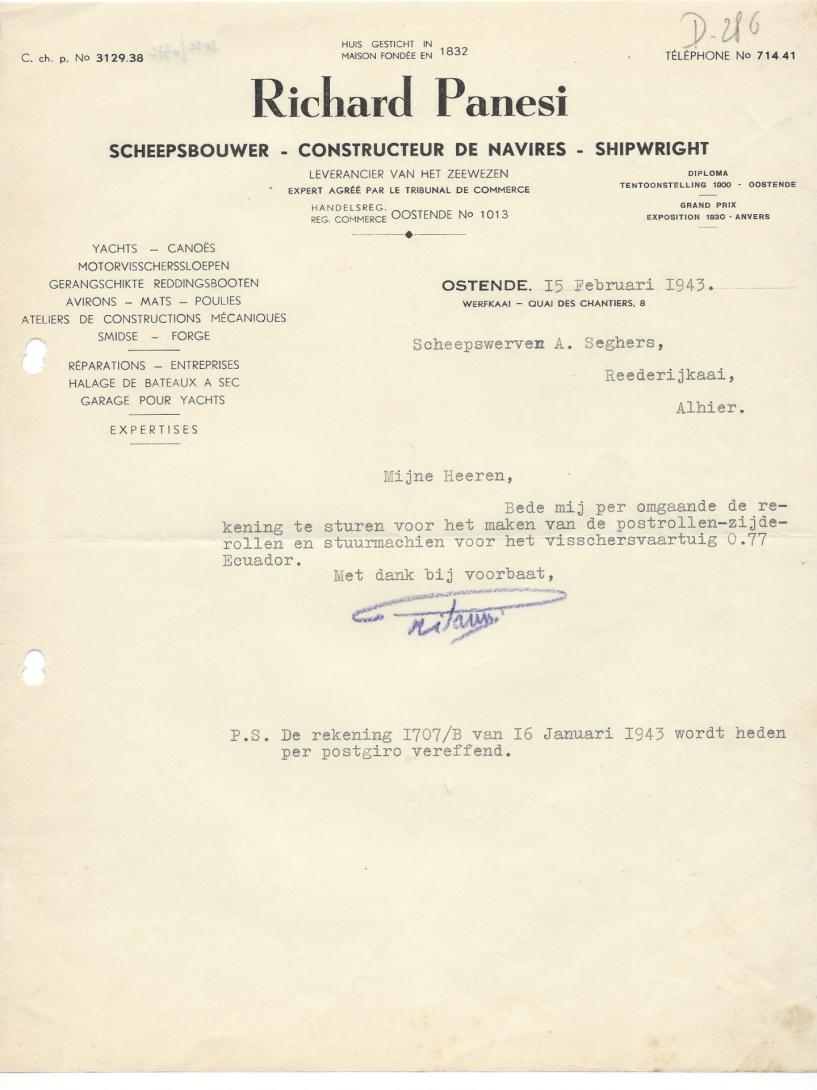 D-286
C. ch. p. No 3129.38
HUIS GESTICHT IN
MAISON FONDÉE EN 1832
TÉLÉPHONE No 714.41
Richard Panesi
SCHEEPSBOUWER - CONSTRUCTEUR DE NAVIRES - SHIPWRIGHT
LEVERANCIER VAN HET ZEEWEZEN
EXPERT AGRÉÉ PAR LE TRIBUNAL DE COMMERCE
HANDELSREG.
REG. COMMERCE OOSTENDE No 1013
DIPLOMA
TENTOONSTELLING 1900 - OOSTENDE
GRAND PRIX
EXPOSITION 1930 - ANVERS
YACHTS — CANOËS
MOTORVISSCHERSSLOEPEN
GERANGSCHIKTE REDDINGSBOOTEN
AVIRONS — MATS — POULIES
ATELIERS DE CONSTRUCTIONS MÉCANIQUES
SMIDSE — FORGE
RÉPARATIONS — ENTREPRISES
HALAGE DE BATEAUX A SEC
GARAGE POUR YACHTS
EXPERTISES
OSTENDE, I5 Februari I943.
WERFKAAI — QUAI DES CHANTIERS, 8
Scheepswerven A. Seghers,
Reederijkaai,
Alhier.
Mijne Heeren,
Bede mij per omgaande de re-
kening te sturen voor het maken van de postrollen-zijde-
rollen en stuurmachien voor het visschersvaartuig O.77
Ecuador.
Met dank bij voorbaat,
P.S. De rekening I707/B van I6 Januari I943 wordt heden
per postgiro vereffend.